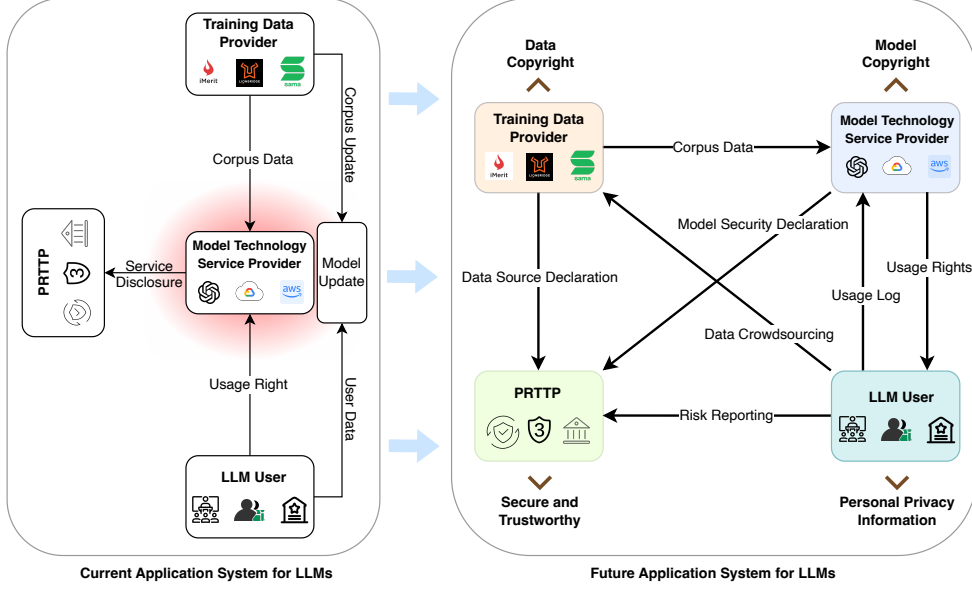 Training Data
Provider
iMerit
LIONBRIDGE
sama
Corpus Data
Corpus Update
PRTTP
3
Service
Disclosure
Model Technology
Service Provider
aws
Model
Update
Usage Right
User Data
LLM User
Current Application System for LLMs
Data
Copyright
Model
Copyright
Training Data
Provider
iMerit
LIONBRIDGE
sama
Corpus Data
Model Technology
Service Provider
aws
Model Security Declaration
Data Source Declaration
Usage Rights
Usage Log
Data Crowdsourcing
PRTTP
3
Risk Reporting
LLM User
Secure and
Trustworthy
Personal Privacy
Information
Future Application System for LLMs